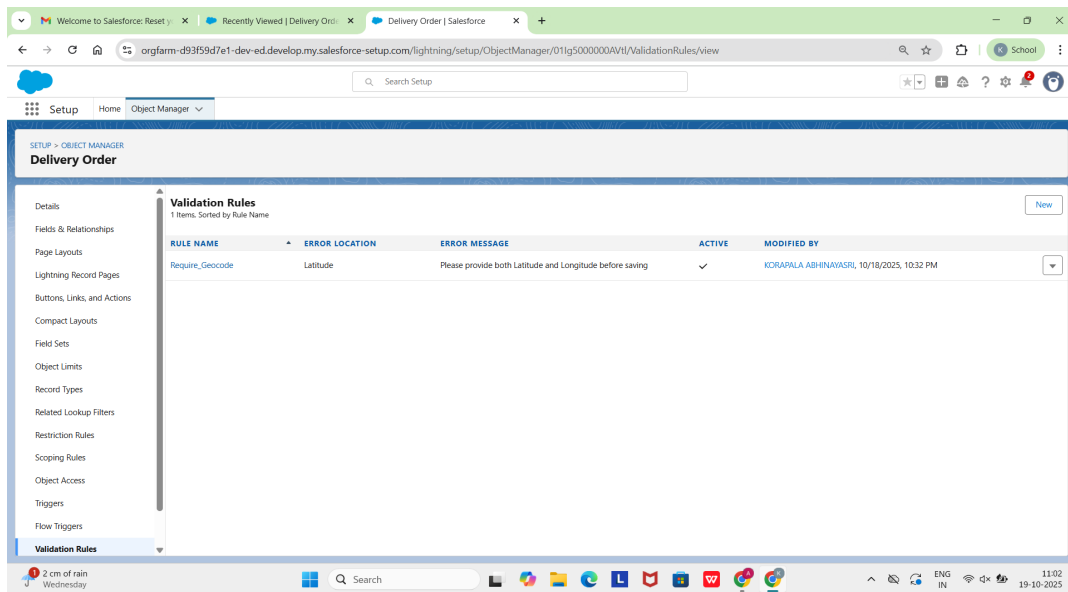 Welcome to Salesforce: Reset y
Recently Viewed | Delivery Orde
Delivery Order | Salesforce
orgfarm-d93f59d7e1-dev-ed.develop.my.salesforce-setup.com/lightning/setup/ObjectManager/01Ig5000000AVtl/ValidationRules/view
K School
Search Setup
2
Setup
Home
Object Manager
SETUP > OBJECT MANAGER
Delivery Order
Details
Fields & Relationships
Page Layouts
Lightning Record Pages
Buttons, Links, and Actions
Compact Layouts
Field Sets
Object Limits
Record Types
Related Lookup Filters
Restriction Rules
Scoping Rules
Object Access
Triggers
Flow Triggers
Validation Rules
Validation Rules
1 Items, Sorted by Rule Name
New
RULE NAME ERROR LOCATION ERROR MESSAGE ACTIVE MODIFIED BY
Require_Geocode Latitude Please provide both Latitude and Longitude before saving KORAPALA ABHINAYASRI, 10/18/2025, 10:32 PM
1
2 cm of rain
Wednesday
Search
L
W
A
K
ENG
IN
11:02
19-10-2025